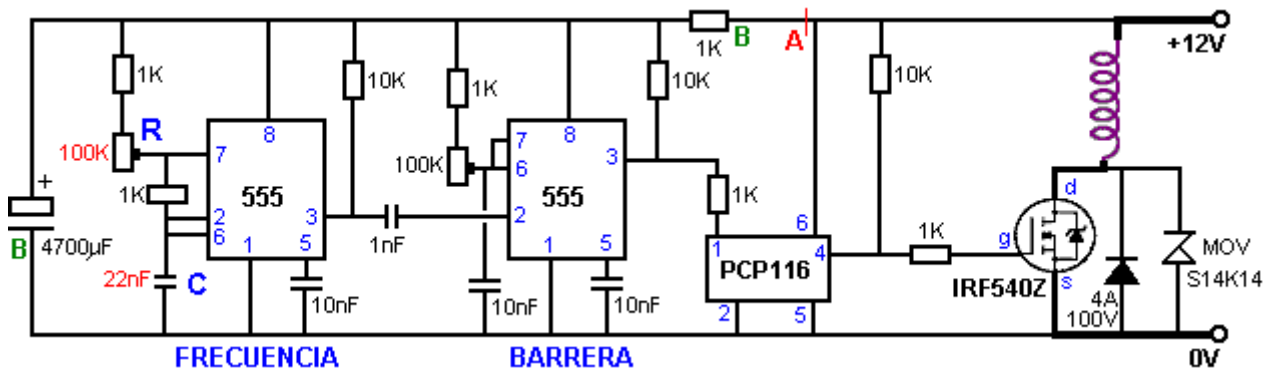 1K
B
A
+12V
1K
10K
1K
10K
10K
R
100K
8
7
555
1K
2
6
3
1
5
8
7
6
100K
555
3
2
1
5
1K
6
1
4
PCP116
2
5
1K
d
g
s
IRF540Z
MOV
S14K14
4A
100V
+
B
4700µF
22nF
C
10nF
1nF
10nF
10nF
FRECUENCIA
BARRERA
0V